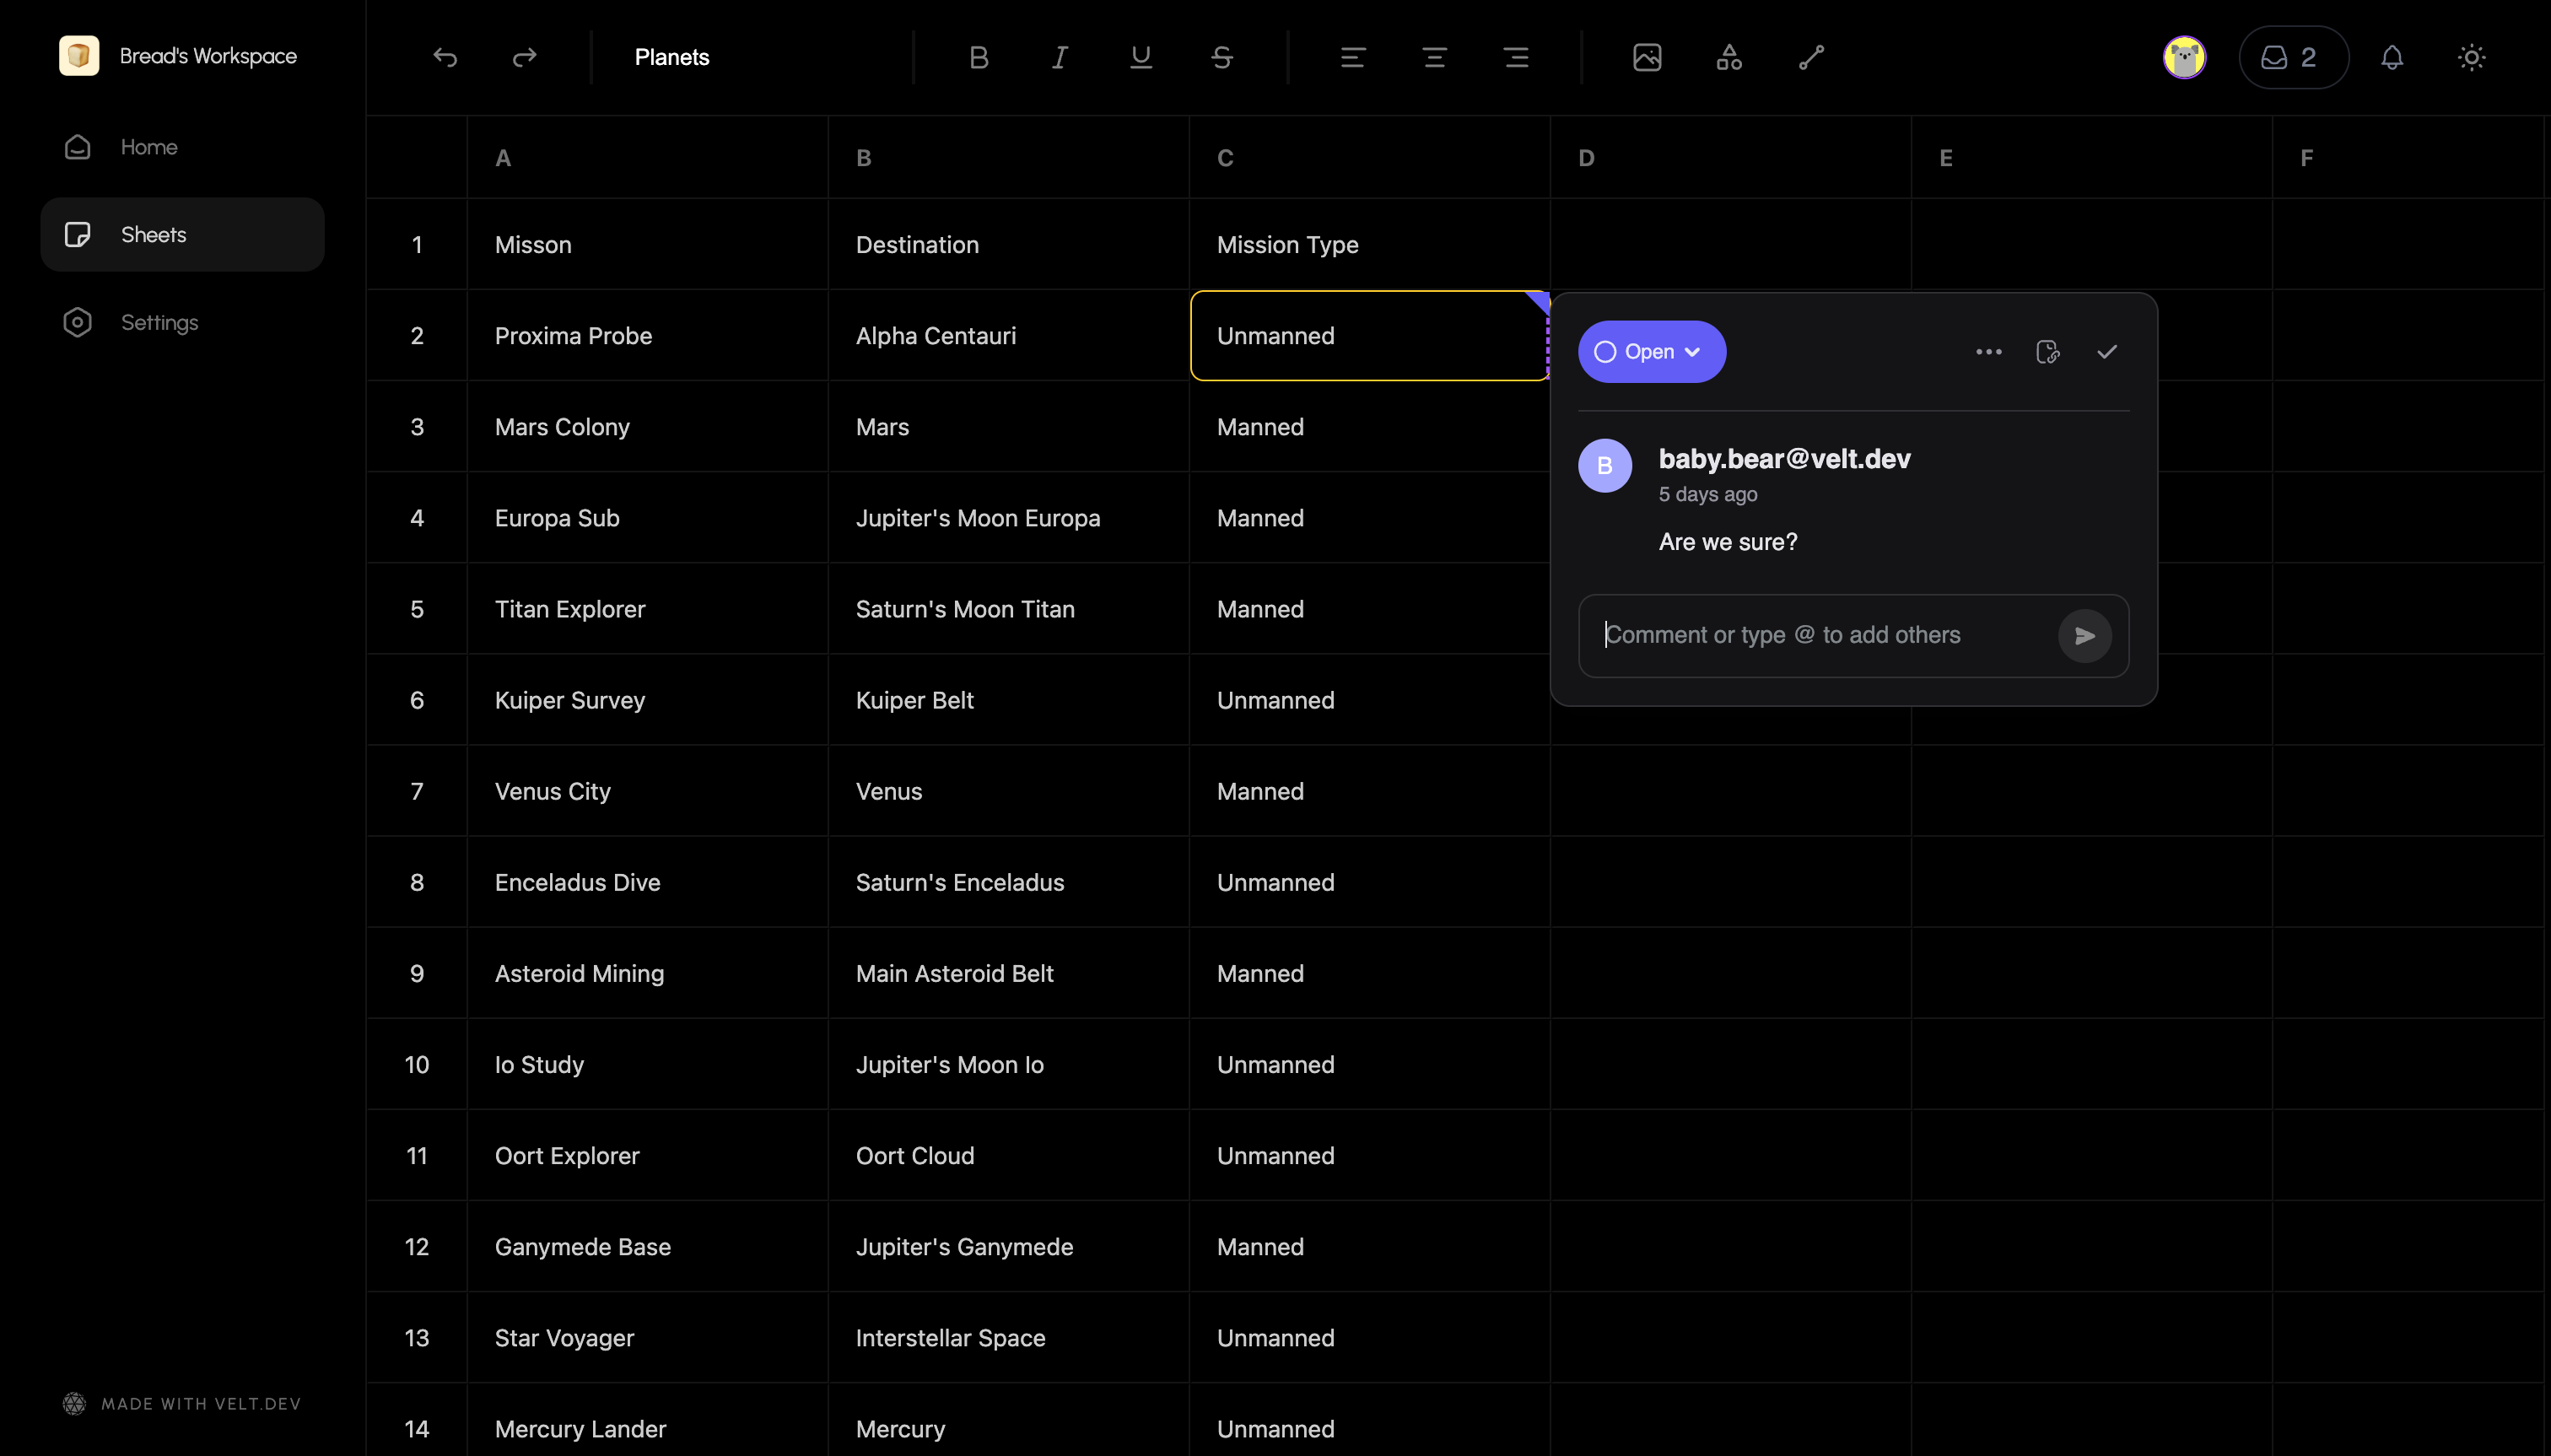 Bread's Workspace
Home
Sheets
Settings
MADE WITH VELT.DEV
Planets
B I U S
2
A B C D E F
1 Misson Destination Mission Type
2 Proxima Probe Alpha Centauri Unmanned
3 Mars Colony Mars Manned
4 Europa Sub Jupiter's Moon Europa Manned
5 Titan Explorer Saturn's Moon Titan Manned
6 Kuiper Survey Kuiper Belt Unmanned
7 Venus City Venus Manned
8 Enceladus Dive Saturn's Enceladus Unmanned
9 Asteroid Mining Main Asteroid Belt Manned
10 Io Study Jupiter's Moon Io Unmanned
11 Oort Explorer Oort Cloud Unmanned
12 Ganymede Base Jupiter's Ganymede Manned
13 Star Voyager Interstellar Space Unmanned
14 Mercury Lander Mercury Unmanned
Open
B
baby.bear@velt.dev
5 days ago
Are we sure?
Comment or type @ to add others